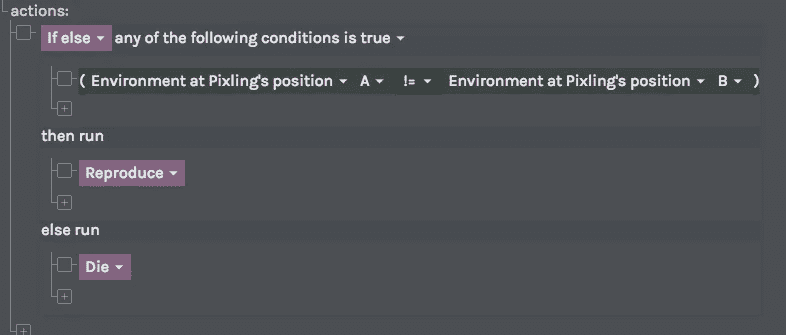 actions:
If else any of the following conditions is true
( Environment at Pixling's position A != Environment at Pixling's position B )
then run
Reproduce
else run
Die